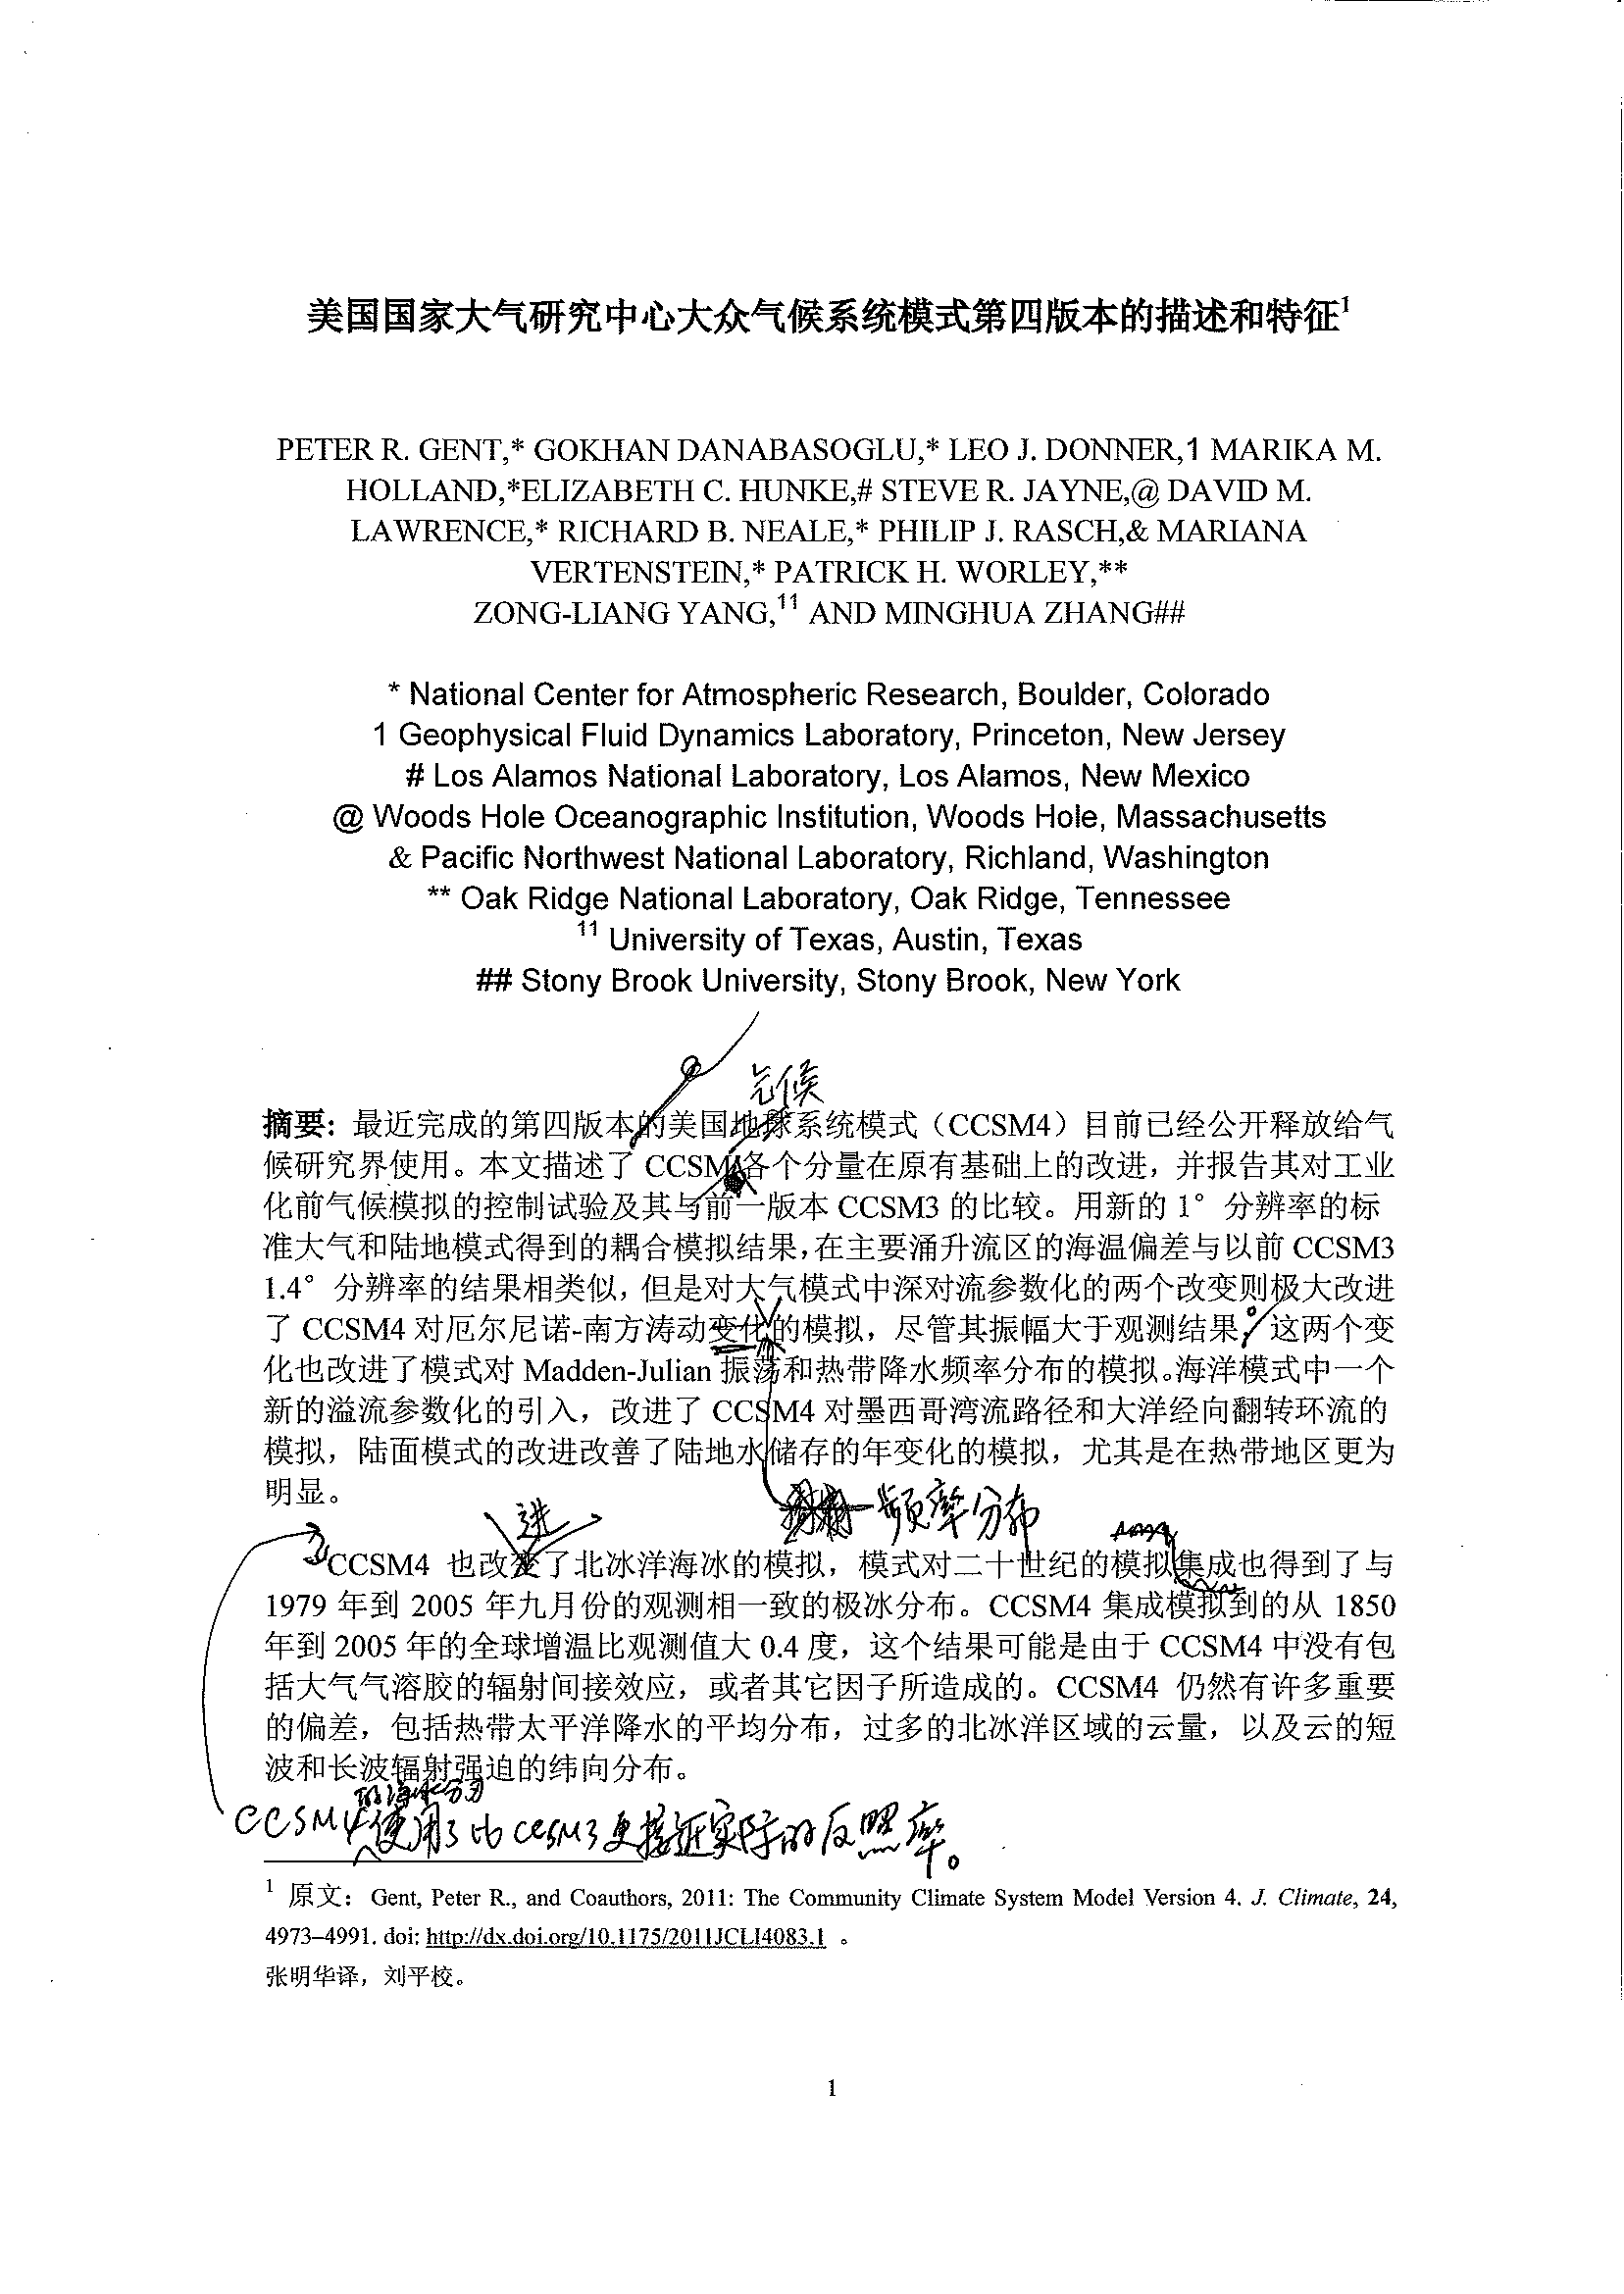 美国国家大气研究中心大众气候系统模式第四版本的描述和特征¹
PETER R. GENT,* GOKHAN DANABASOGLU,* LEO J. DONNER,1 MARIKA M.
HOLLAND,*ELIZABETH C. HUNKE,# STEVE R. JAYNE,@ DAVID M.
LAWRENCE,* RICHARD B. NEALE,* PHILIP J. RASCH,& MARIANA
VERTENSTEIN,* PATRICK H. WORLEY,**
ZONG-LIANG YANG,¹¹ AND MINGHUA ZHANG##
* National Center for Atmospheric Research, Boulder, Colorado
1 Geophysical Fluid Dynamics Laboratory, Princeton, New Jersey
# Los Alamos National Laboratory, Los Alamos, New Mexico
@ Woods Hole Oceanographic Institution, Woods Hole, Massachusetts
& Pacific Northwest National Laboratory, Richland, Washington
** Oak Ridge National Laboratory, Oak Ridge, Tennessee
¹¹ University of Texas, Austin, Texas
## Stony Brook University, Stony Brook, New York
气候
摘要: 最近完成的第四版本的美国地球系统模式（CCSM4）目前已经公开释放给气
候研究界使用。本文描述了 CCSM4各个分量在原有基础上的改进，并报告其对工业
化前气候模拟的控制试验及其与前一版本 CCSM3 的比较。用新的 1° 分辨率的标
准大气和陆地模式得到的耦合模拟结果，在主要涌升流区的海温偏差与以前 CCSM3
1.4° 分辨率的结果相类似，但是对大气模式中深对流参数化的两个改变则极大改进
了 CCSM4 对厄尔尼诺-南方涛动变化的模拟，尽管其振幅大于观测结果。这两个变
化也改进了模式对 Madden-Julian 振荡和热带降水频率分布的模拟。海洋模式中一个
新的溢流参数化的引入，改进了 CCSM4 对墨西哥湾流路径和大洋经向翻转环流的
模拟，陆面模式的改进改善了陆地水储存的年变化的模拟，尤其是在热带地区更为
明显。
进
频率分布
CCSM4 也改变了北冰洋海冰的模拟，模式对二十世纪的模拟集成也得到了与
1979 年到 2005 年九月份的观测相一致的极冰分布。CCSM4 集成模拟到的从 1850
年到 2005 年的全球增温比观测值大 0.4 度，这个结果可能是由于 CCSM4 中没有包
括大气气溶胶的辐射间接效应，或者其它因子所造成的。CCSM4 仍然有许多重要
的偏差，包括热带太平洋降水的平均分布，过多的北冰洋区域的云量，以及云的短
波和长波辐射强迫的纬向分布。
的海冰分量
CCSM4使用了比CCSM3更接近实际的反照率。
¹ 原文： Gent, Peter R., and Coauthors, 2011: The Community Climate System Model Version 4. J. Climate, 24,
4973–4991. doi: http://dx.doi.org/10.1175/2011JCLI4083.1 。
张明华译，刘平校。
1